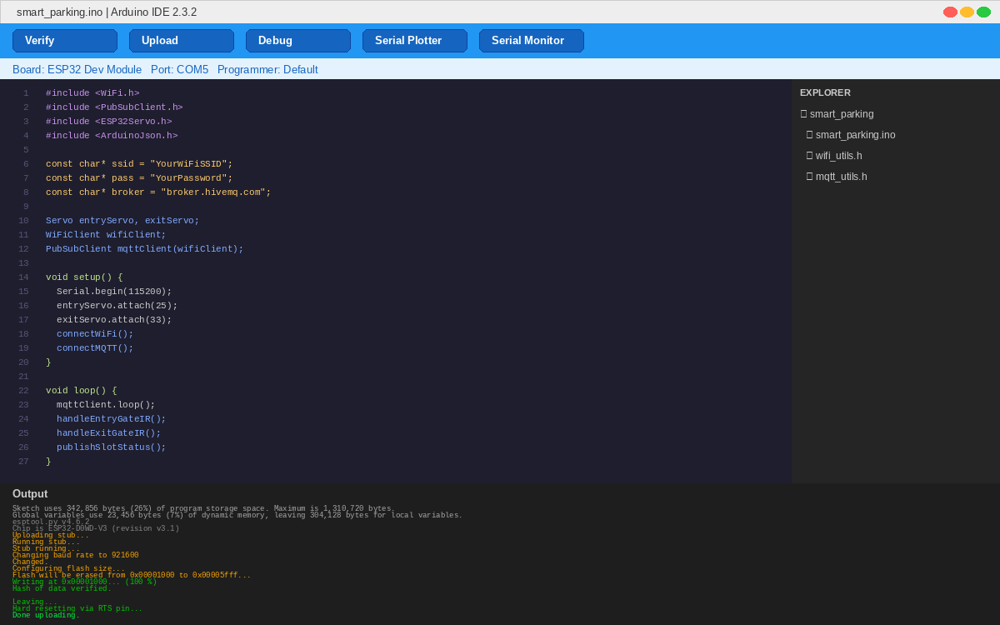 smart_parking.ino | Arduino IDE 2.3.2
Verify Upload Debug Serial Plotter Serial Monitor
Board: ESP32 Dev Module Port: COM5 Programmer: Default
1 #include <WiFi.h>
2 #include <PubSubClient.h>
3 #include <ESP32Servo.h>
4 #include <ArduinoJson.h>
5
6 const char* ssid = "YourWiFiSSID";
7 const char* pass = "YourPassword";
8 const char* broker = "broker.hivemq.com";
9
10 Servo entryServo, exitServo;
11 WiFiClient wifiClient;
12 PubSubClient mqttClient(wifiClient);
13
14 void setup() {
15 Serial.begin(115200);
16 entryServo.attach(25);
17 exitServo.attach(33);
18 connectWiFi();
19 connectMQTT();
20 }
21
22 void loop() {
23 mqttClient.loop();
24 handleEntryGateIR();
25 handleExitGateIR();
26 publishSlotStatus();
27 }
EXPLORER
smart_parking
smart_parking.ino
wifi_utils.h
mqtt_utils.h
Output
Sketch uses 342,856 bytes (26%) of program storage space. Maximum is 1,310,720 bytes.
Global variables use 23,456 bytes (7%) of dynamic memory, leaving 304,128 bytes for local variables.
esptool.py v4.6.2
Chip is ESP32-D0WD-V3 (revision v3.1)
Uploading stub...
Running stub...
Stub running...
Changing baud rate to 921600
Changed.
Configuring flash size...
Flash will be erased from 0x00001000 to 0x00005fff...
Writing at 0x00001000... (100 %)
Hash of data verified.
Leaving...
Hard resetting via RTS pin...
Done uploading.